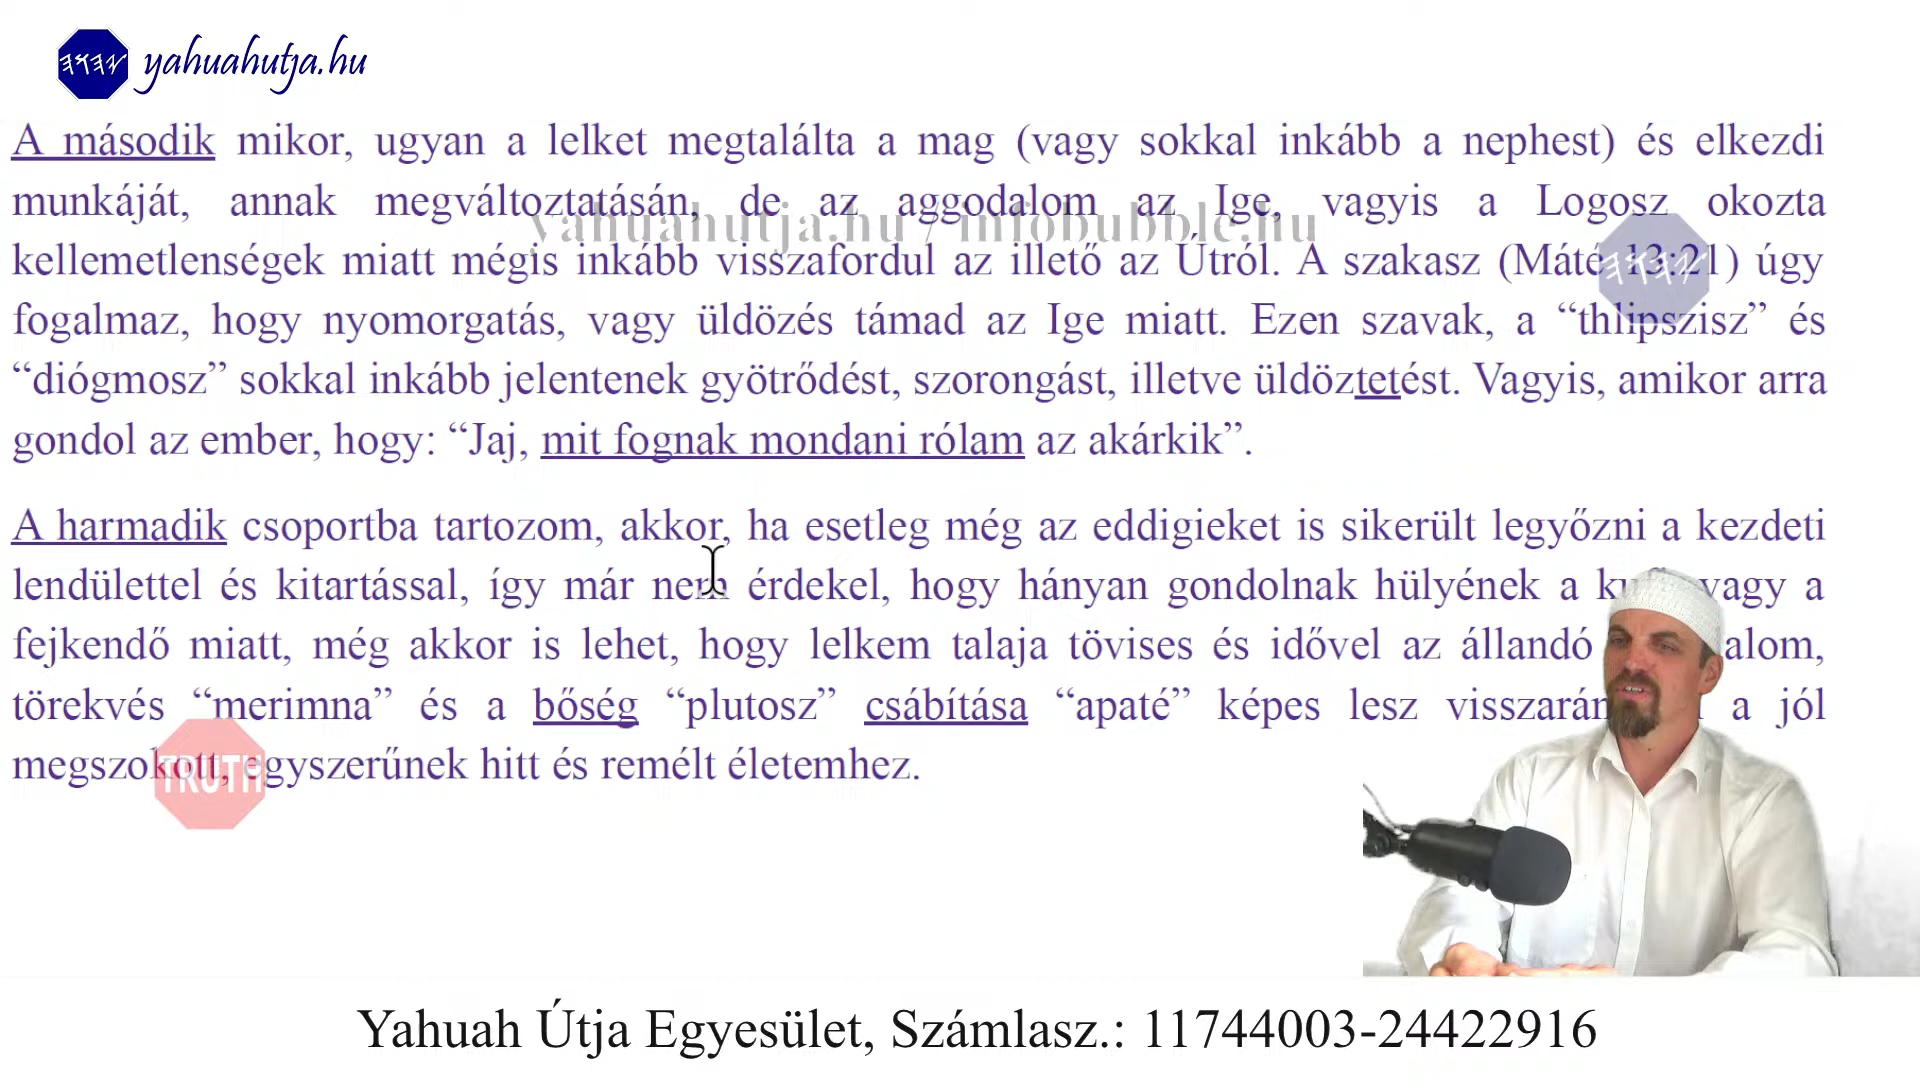 yahuahutja.hu
A második mikor, ugyan a lelket megtalálta a mag (vagy sokkal inkább a nephest) és elkezdi
munkáját, annak megváltoztatásán, de az aggodalom az Ige, vagyis a Logosz okozta
yahuahutja.hu / infobubble.hu
kellemetlenségek miatt mégis inkább visszafordul az illető az Útról. A szakasz (Máté 13:21) úgy
fogalmaz, hogy nyomorgatás, vagy üldözés támad az Ige miatt. Ezen szavak, a “thlipszisz” és
“diógmosz” sokkal inkább jelentenek gyötrődést, szorongást, illetve üldöztetést. Vagyis, amikor arra
gondol az ember, hogy: “Jaj, mit fognak mondani rólam az akárkik”.
A harmadik csoportba tartozom, akkor, ha esetleg még az eddigieket is sikerült legyőzni a kezdeti
lendülettel és kitartással, így már nem érdekel, hogy hányan gondolnak hülyének a vagy a
fejkendő miatt, még akkor is lehet, hogy lelkem talaja tövises és idővel az állandó
törekvés “merimna” és a bőség “plutosz” csábítása “apaté” képes lesz a jól
megszokott, egyszerűnek hitt és remélt életemhez.
TRUTH
Yahuah Útja Egyesület, Számlasz.: 11744003-24422916